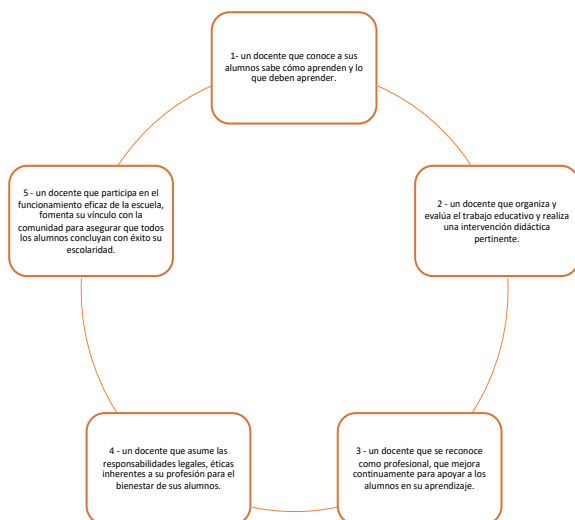 1- un docente que conoce a sus
alumnos sabe cómo aprenden y lo
que deben aprender.
2 - un docente que organiza y
evalúa el trabajo educativo y realiza
una intervención didáctica
pertinente.
3 - un docente que se reconoce
como profesional, que mejora
continuamente para apoyar a los
alumnos en su aprendizaje.
4 - un docente que asume las
responsabilidades legales, éticas
inherentes a su profesión para el
bienestar de sus alumnos.
5 - un docente que participa en el
funcionamiento eficaz de la escuela,
fomenta su vínculo con la
comunidad para asegurar que todos
los alumnos concluyan con éxito su
escolaridad.